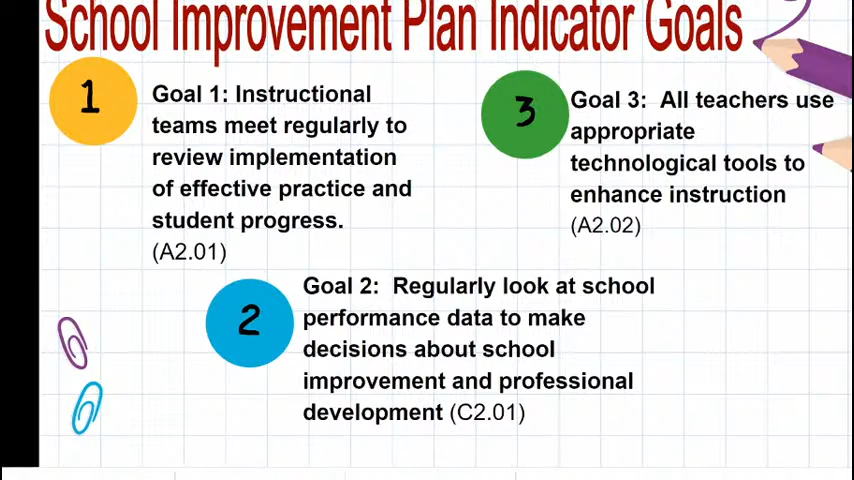 School Improvement Plan Indicator Goals
1
Goal 1: Instructional
teams meet regularly to
review implementation
of effective practice and
student progress.
(A2.01)
3
Goal 3: All teachers use
appropriate
technological tools to
enhance instruction
(A2.02)
2
Goal 2: Regularly look at school
performance data to make
decisions about school
improvement and professional
development (C2.01)